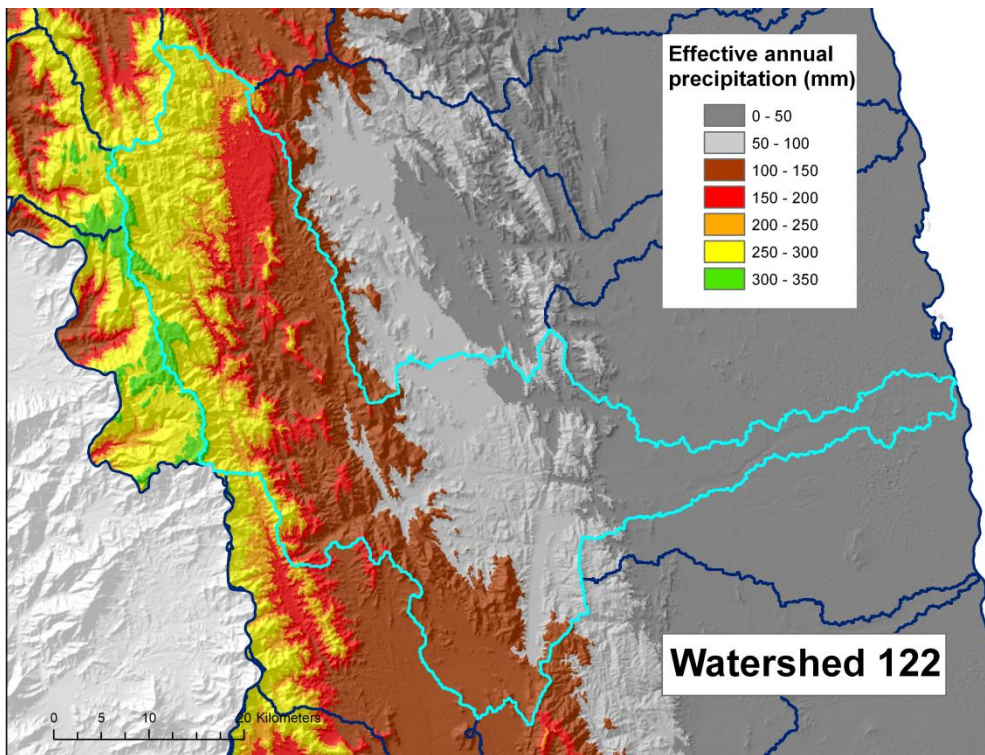 Effective annual
precipitation (mm)
0 - 50
50 - 100
100 - 150
150 - 200
200 - 250
250 - 300
300 - 350
Watershed 122
0 5 10 20 Kilometers